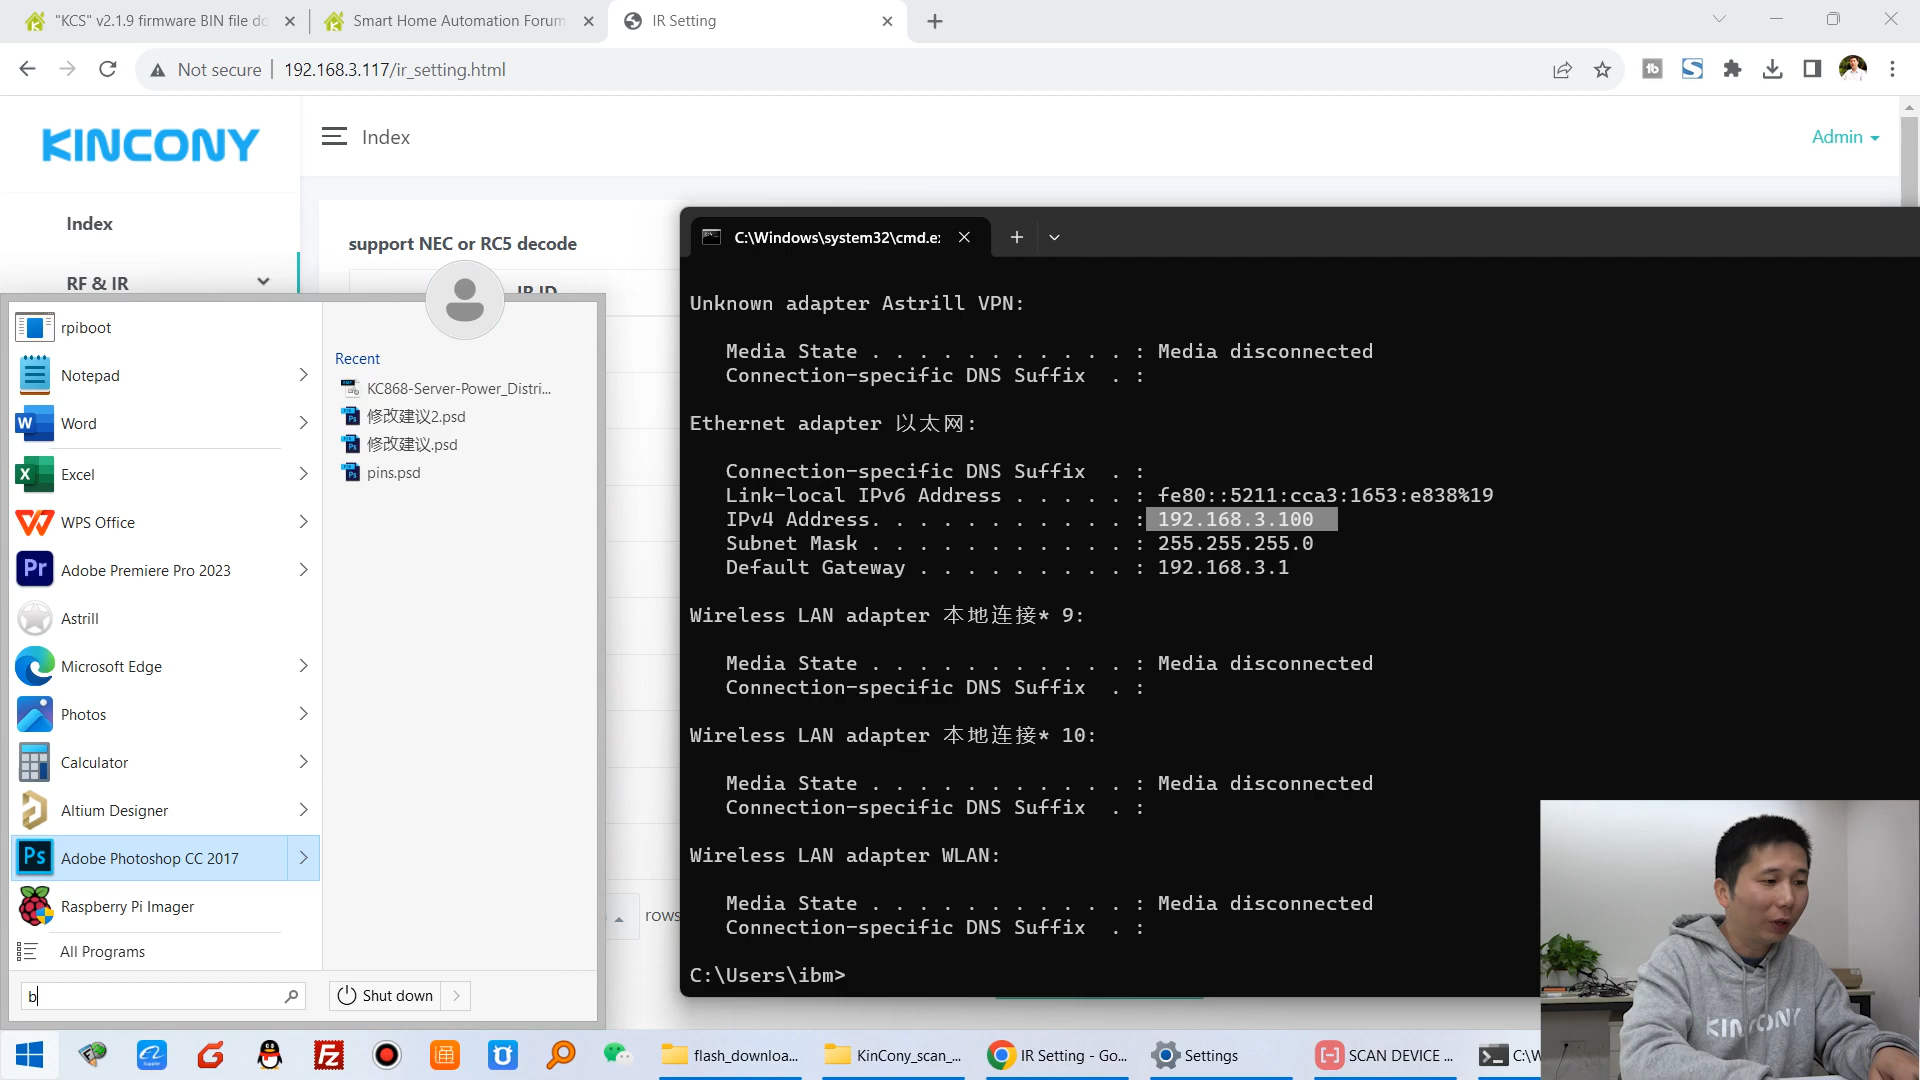 "KCS" v2.1.9 firmware BIN file do
Smart Home Automation Forum
IR Setting
Not secure
192.168.3.117/ir_setting.html
KINCONY
Index
Admin
Index
RF & IR
support NEC or RC5 decode
IR ID
rows
rpiboot
Notepad
Word
Excel
WPS Office
Adobe Premiere Pro 2023
Astrill
Microsoft Edge
Photos
Calculator
Altium Designer
Adobe Photoshop CC 2017
Raspberry Pi Imager
All Programs
b
Recent
KC868-Server-Power_Distri...
修改建议2.psd
修改建议.psd
pins.psd
Shut down
C:\Windows\system32\cmd.e
Unknown adapter Astrill VPN:
Media State . . . . . . . . . . . : Media disconnected
Connection-specific DNS Suffix  . :
Ethernet adapter 以太网:
Connection-specific DNS Suffix  . :
Link-local IPv6 Address . . . . . : fe80::5211:cca3:1653:e838%19
IPv4 Address. . . . . . . . . . . : 192.168.3.100
Subnet Mask . . . . . . . . . . . : 255.255.255.0
Default Gateway . . . . . . . . . : 192.168.3.1
Wireless LAN adapter 本地连接* 9:
Media State . . . . . . . . . . . : Media disconnected
Connection-specific DNS Suffix  . :
Wireless LAN adapter 本地连接* 10:
Media State . . . . . . . . . . . : Media disconnected
Connection-specific DNS Suffix  . :
Wireless LAN adapter WLAN:
Media State . . . . . . . . . . . : Media disconnected
Connection-specific DNS Suffix  . :
C:\Users\ibm>
KINCONY
flash_downloa...
KinCony_scan_...
IR Setting - Go...
Settings
SCAN DEVICE ...
C:\W